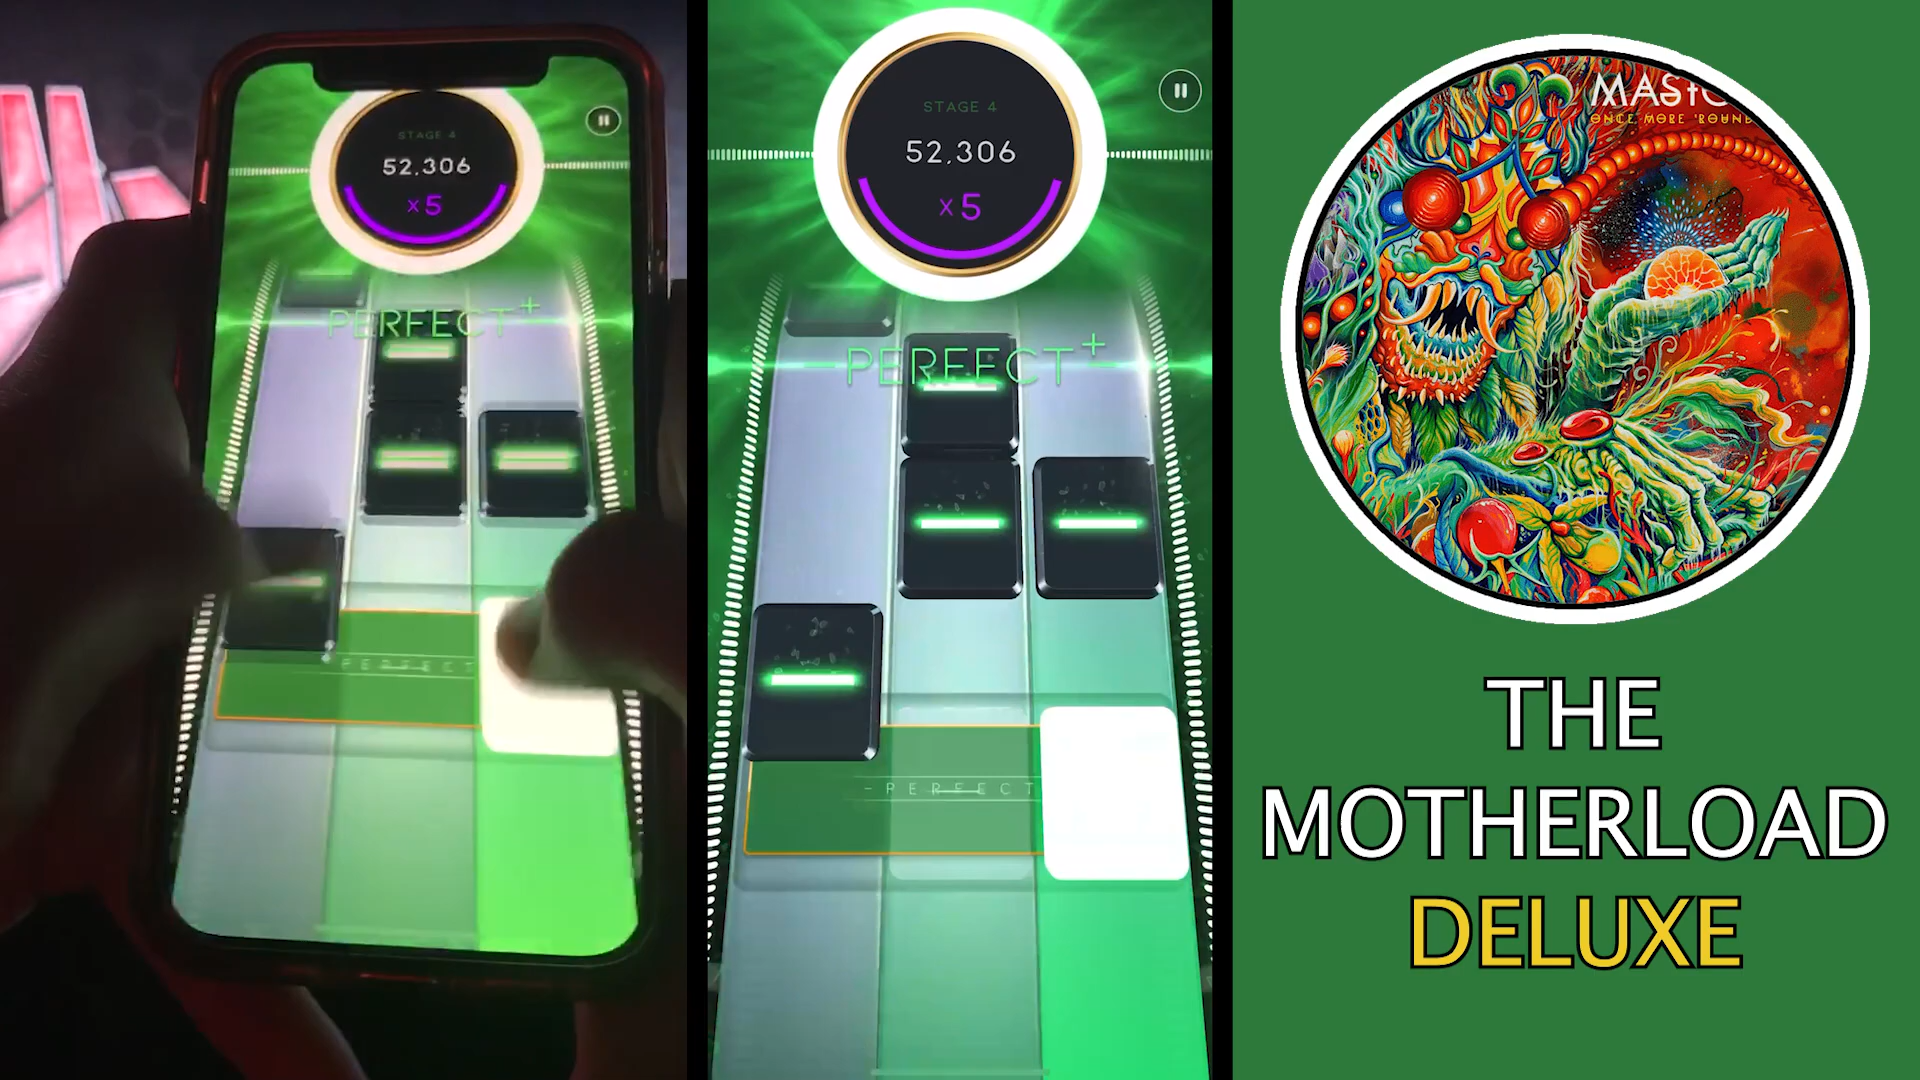 STAGE 4
52,306
x5
PERFECT+
PERFECT
STAGE 4
52,306
x5
PERFECT+
-PERFECT
MASTO
ONCE MORE 'ROUND
THE
MOTHERLOAD
DELUXE